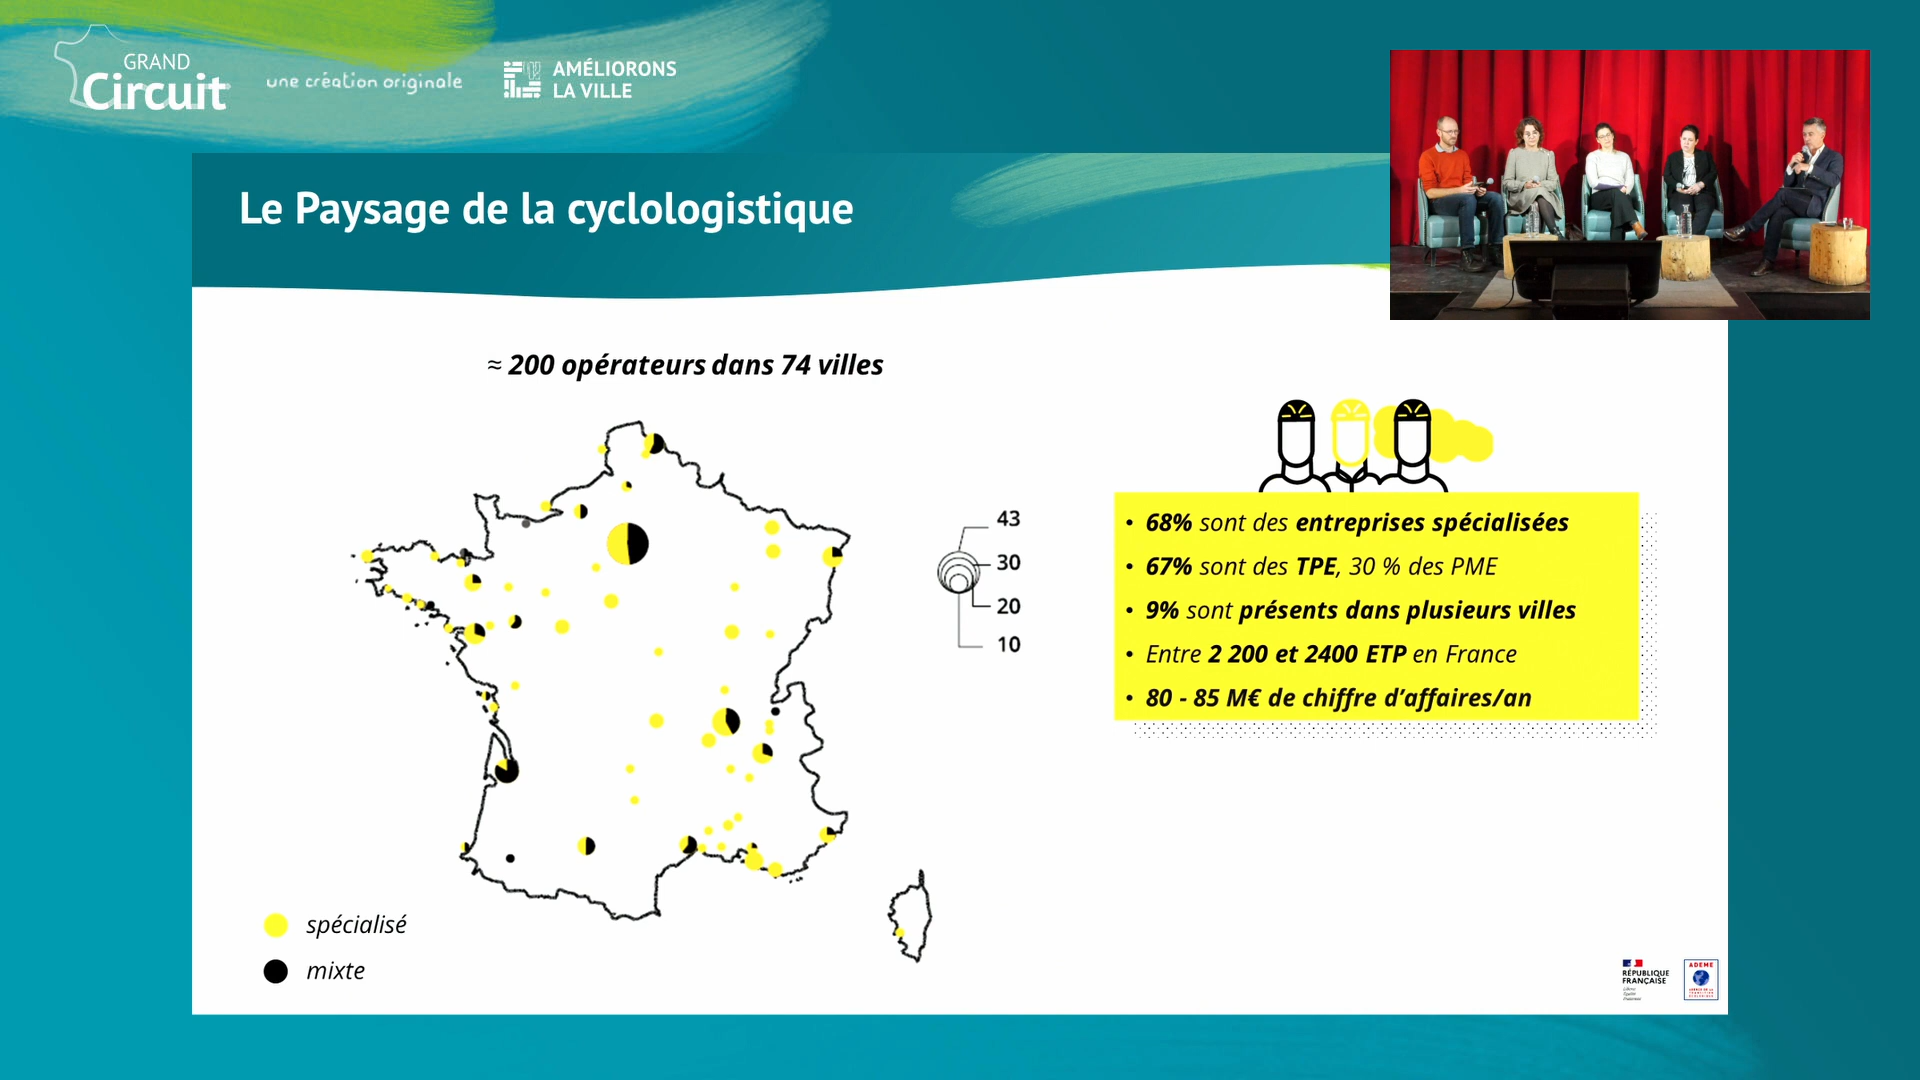 GRAND
Circuit
une création originale
AMÉLIORONS
LA VILLE
Le Paysage de la cyclologistique
≈ 200 opérateurs dans 74 villes
43
30
20
10
• 68% sont des entreprises spécialisées
• 67% sont des TPE, 30 % des PME
• 9% sont présents dans plusieurs villes
• Entre 2 200 et 2400 ETP en France
• 80 - 85 M€ de chiffre d’affaires/an
spécialisé
mixte
RÉPUBLIQUE
FRANÇAISE
Liberté
Égalité
Fraternité
ADEME